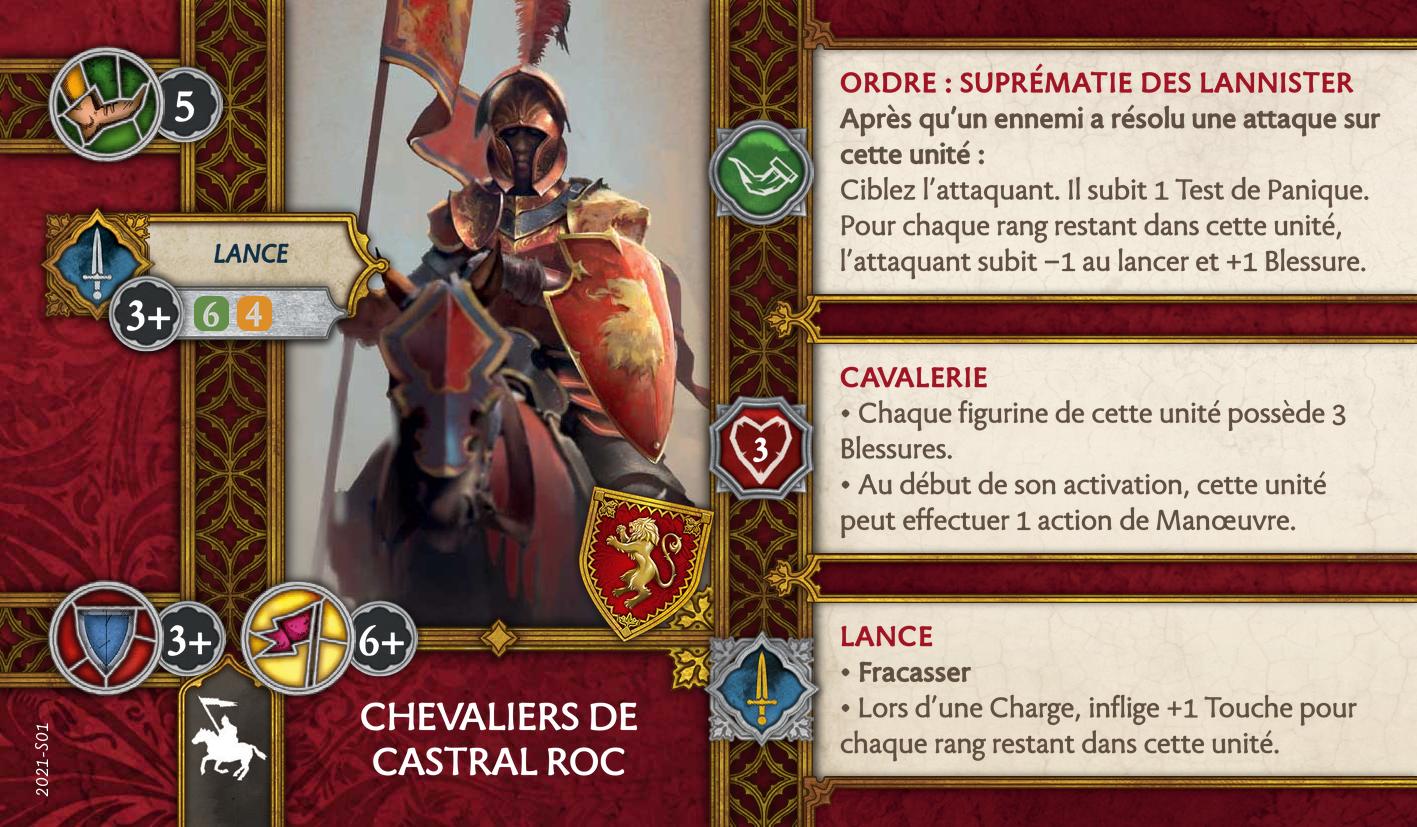 5
LANCE
3+ 6 4
3+ 6+
CHEVALIERS DE
CASTRAL ROC
2021-S01
ORDRE : SUPRÉMATIE DES LANNISTER
Après qu'un ennemi a résolu une attaque sur
cette unité :
Ciblez l'attaquant. Il subit 1 Test de Panique.
Pour chaque rang restant dans cette unité,
l'attaquant subit –1 au lancer et +1 Blessure.
3
CAVALERIE
• Chaque figurine de cette unité possède 3
Blessures.
• Au début de son activation, cette unité
peut effectuer 1 action de Manœuvre.
LANCE
• Fracasser
• Lors d'une Charge, inflige +1 Touche pour
chaque rang restant dans cette unité.